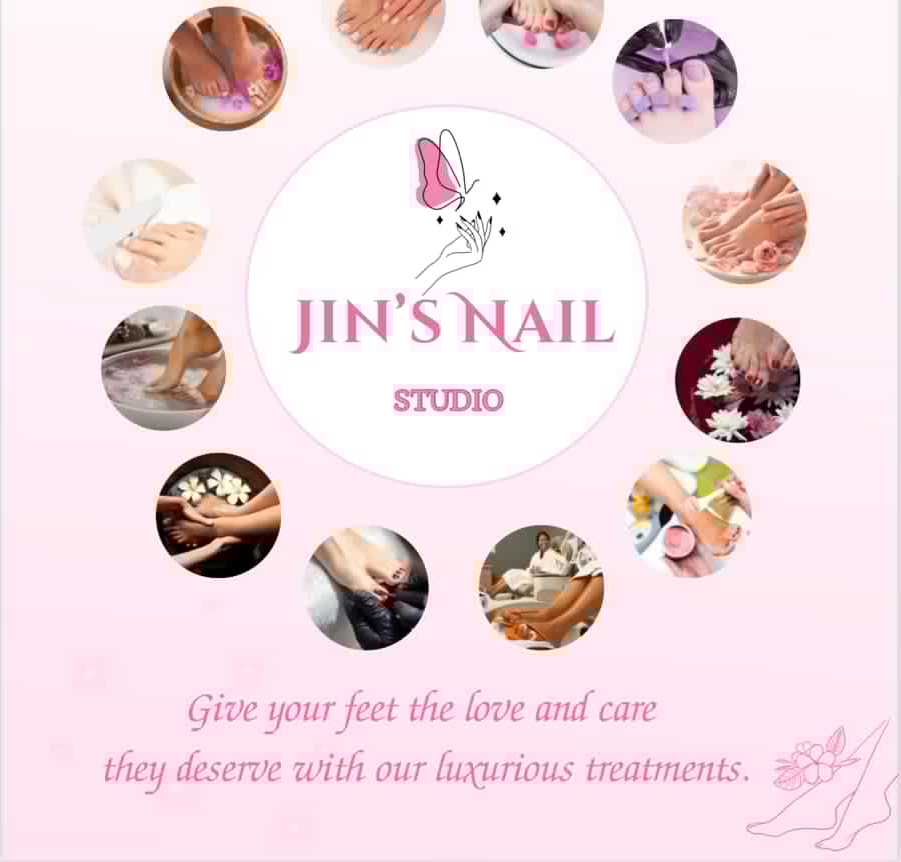 JIN'S NAIL
STUDIO
Give your feet the love and care
they deserve with our luxurious treatments.